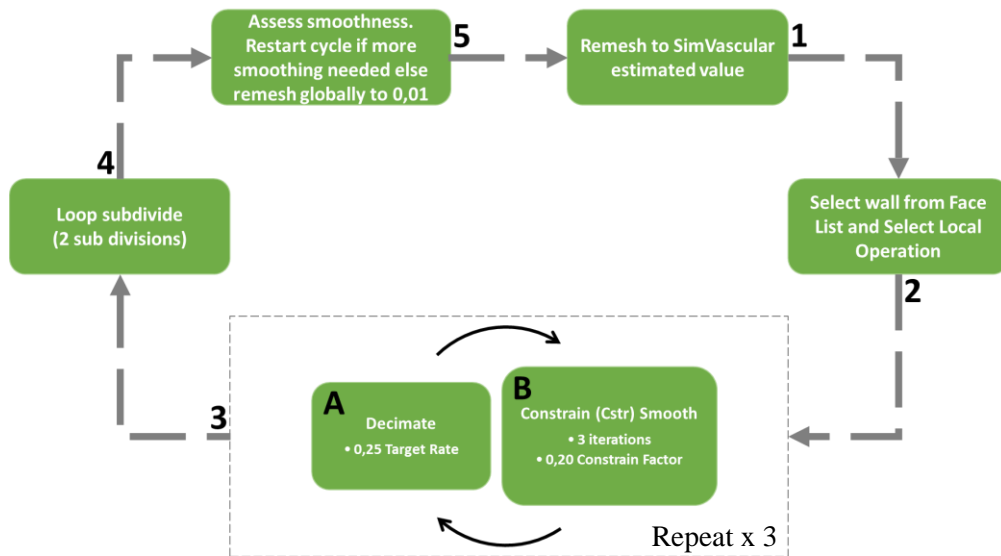 Assess smoothness.
Restart cycle if more
smoothing needed else
remesh globally to 0,01
5
Remesh to SimVascular
estimated value
1
4
Loop subdivide
(2 sub divisions)
Select wall from Face
List and Select Local
Operation
2
3
A
Decimate
• 0,25 Target Rate
B
Constrain (Cstr) Smooth
• 3 iterations
• 0,20 Constrain Factor
Repeat x 3